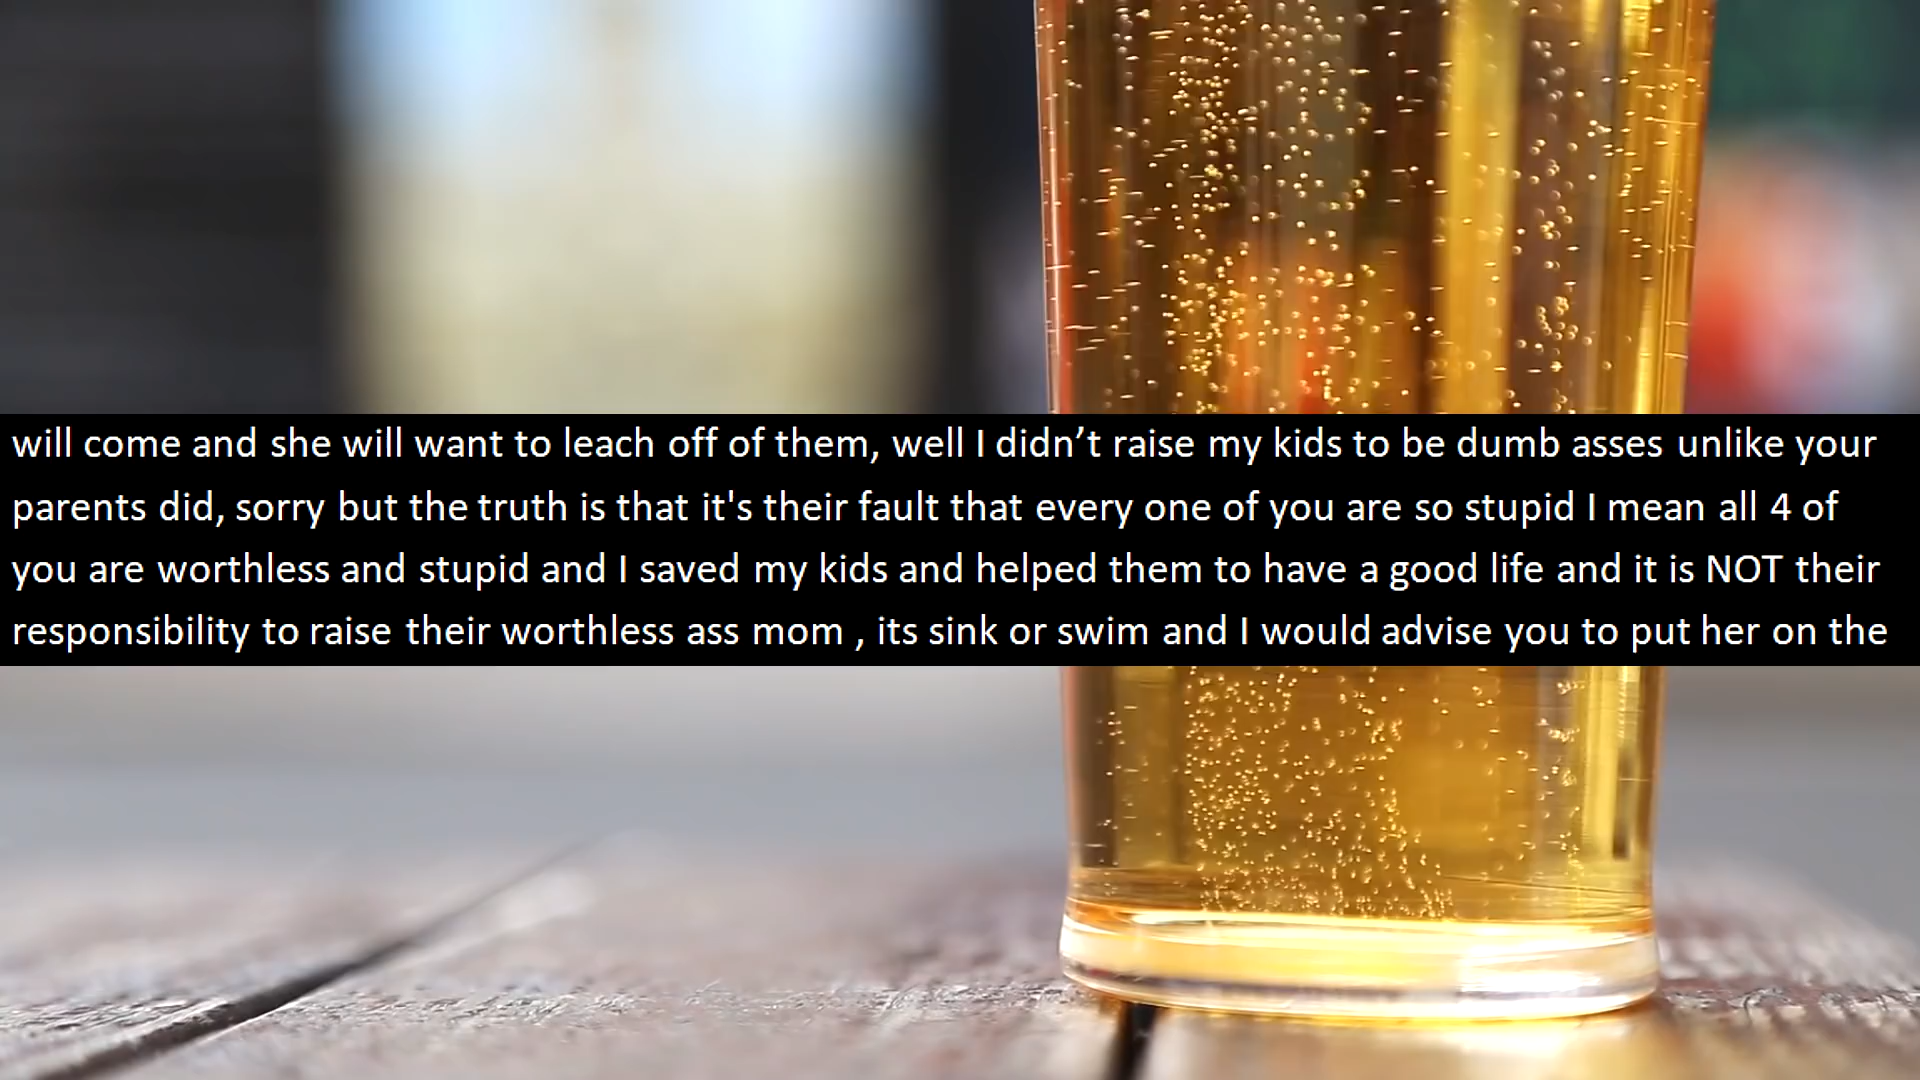 will come and she will want to leach off of them, well I didn’t raise my kids to be dumb asses unlike your
parents did, sorry but the truth is that it's their fault that every one of you are so stupid I mean all 4 of
you are worthless and stupid and I saved my kids and helped them to have a good life and it is NOT their
responsibility to raise their worthless ass mom , its sink or swim and I would advise you to put her on the